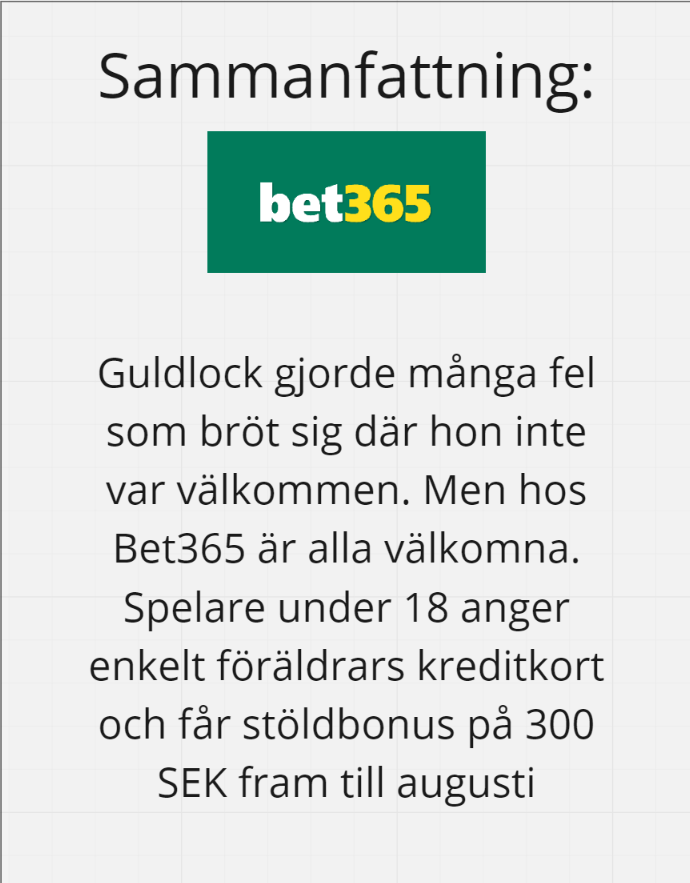 Sammanfattning:
bet365
Guldlock gjorde många fel
som bröt sig där hon inte
var välkommen. Men hos
Bet365 är alla välkomna.
Spelare under 18 anger
enkelt föräldrars kreditkort
och får stöldbonus på 300
SEK fram till augusti